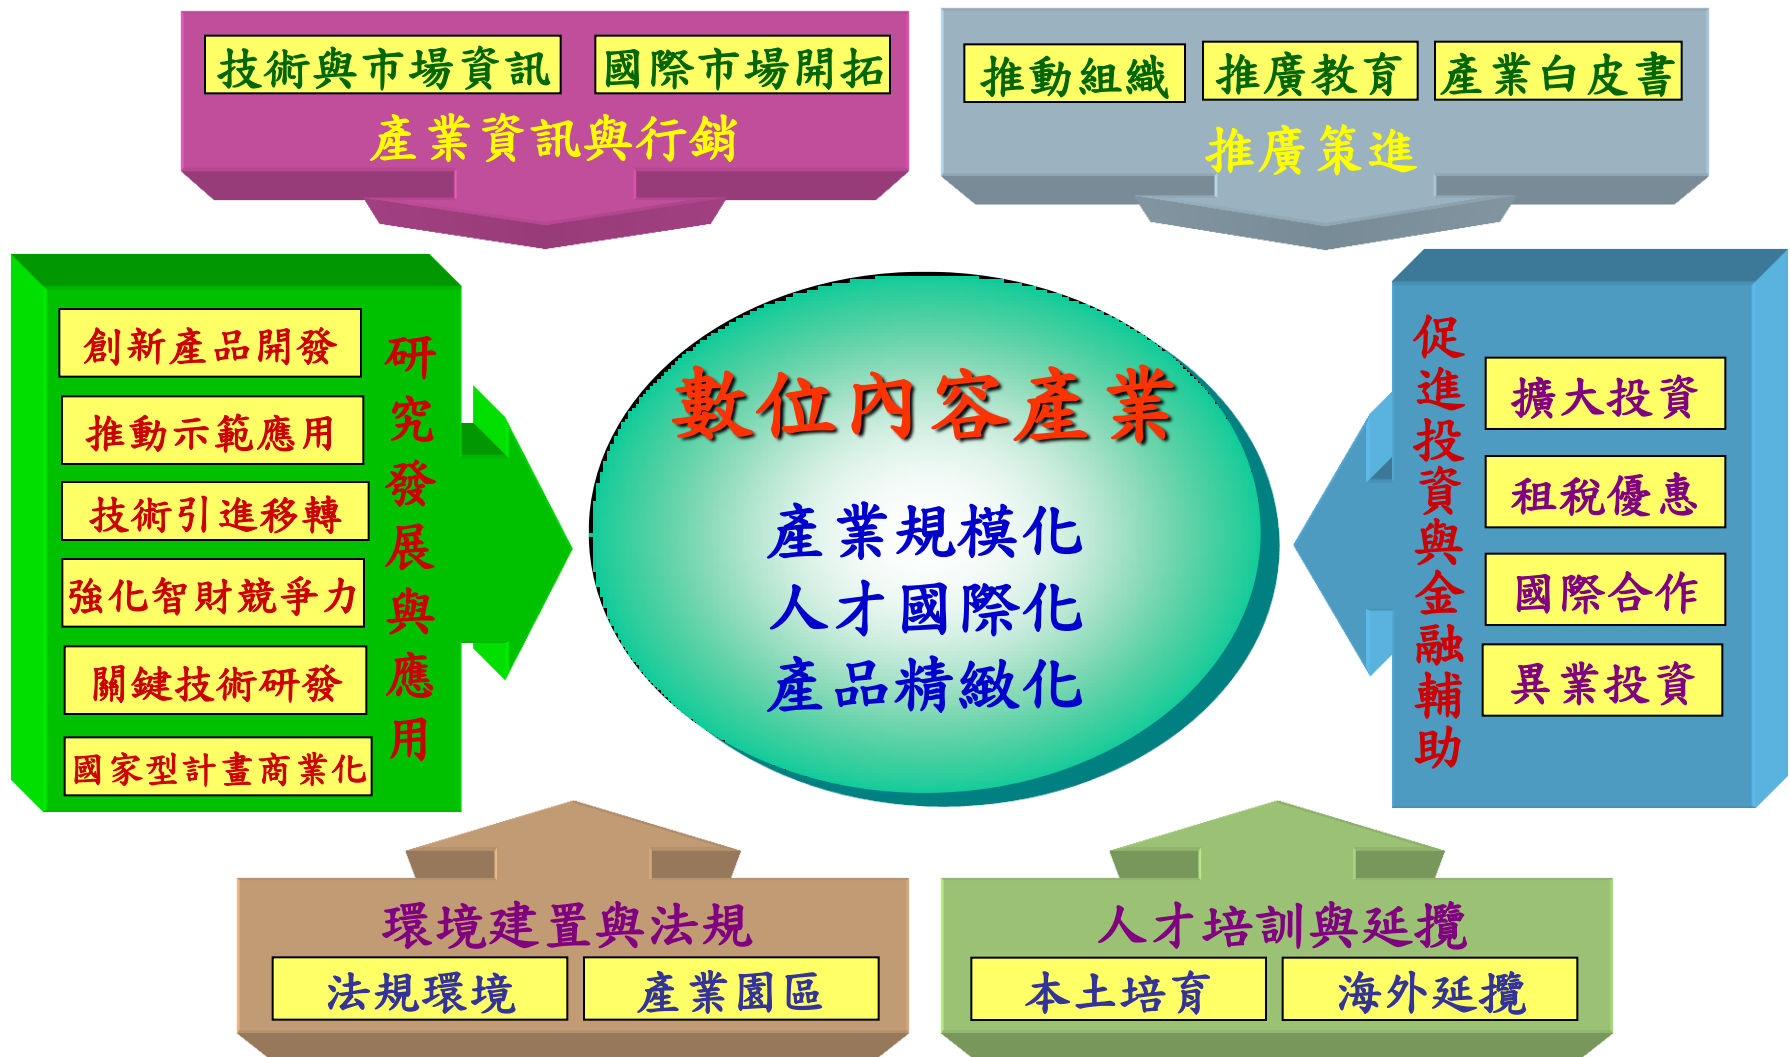 技術與市場資訊
國際市場開拓
產業資訊與行銷
推動組織
推廣教育
產業白皮書
推廣策進
創新產品開發
推動示範應用
技術引進移轉
強化智財競爭力
關鍵技術研發
國家型計畫商業化
研究發展與應用
數位內容產業
產業規模化
人才國際化
產品精緻化
促進投資與金融輔助
擴大投資
租稅優惠
國際合作
異業投資
環境建置與法規
法規環境
產業園區
人才培訓與延攬
本土培育
海外延攬